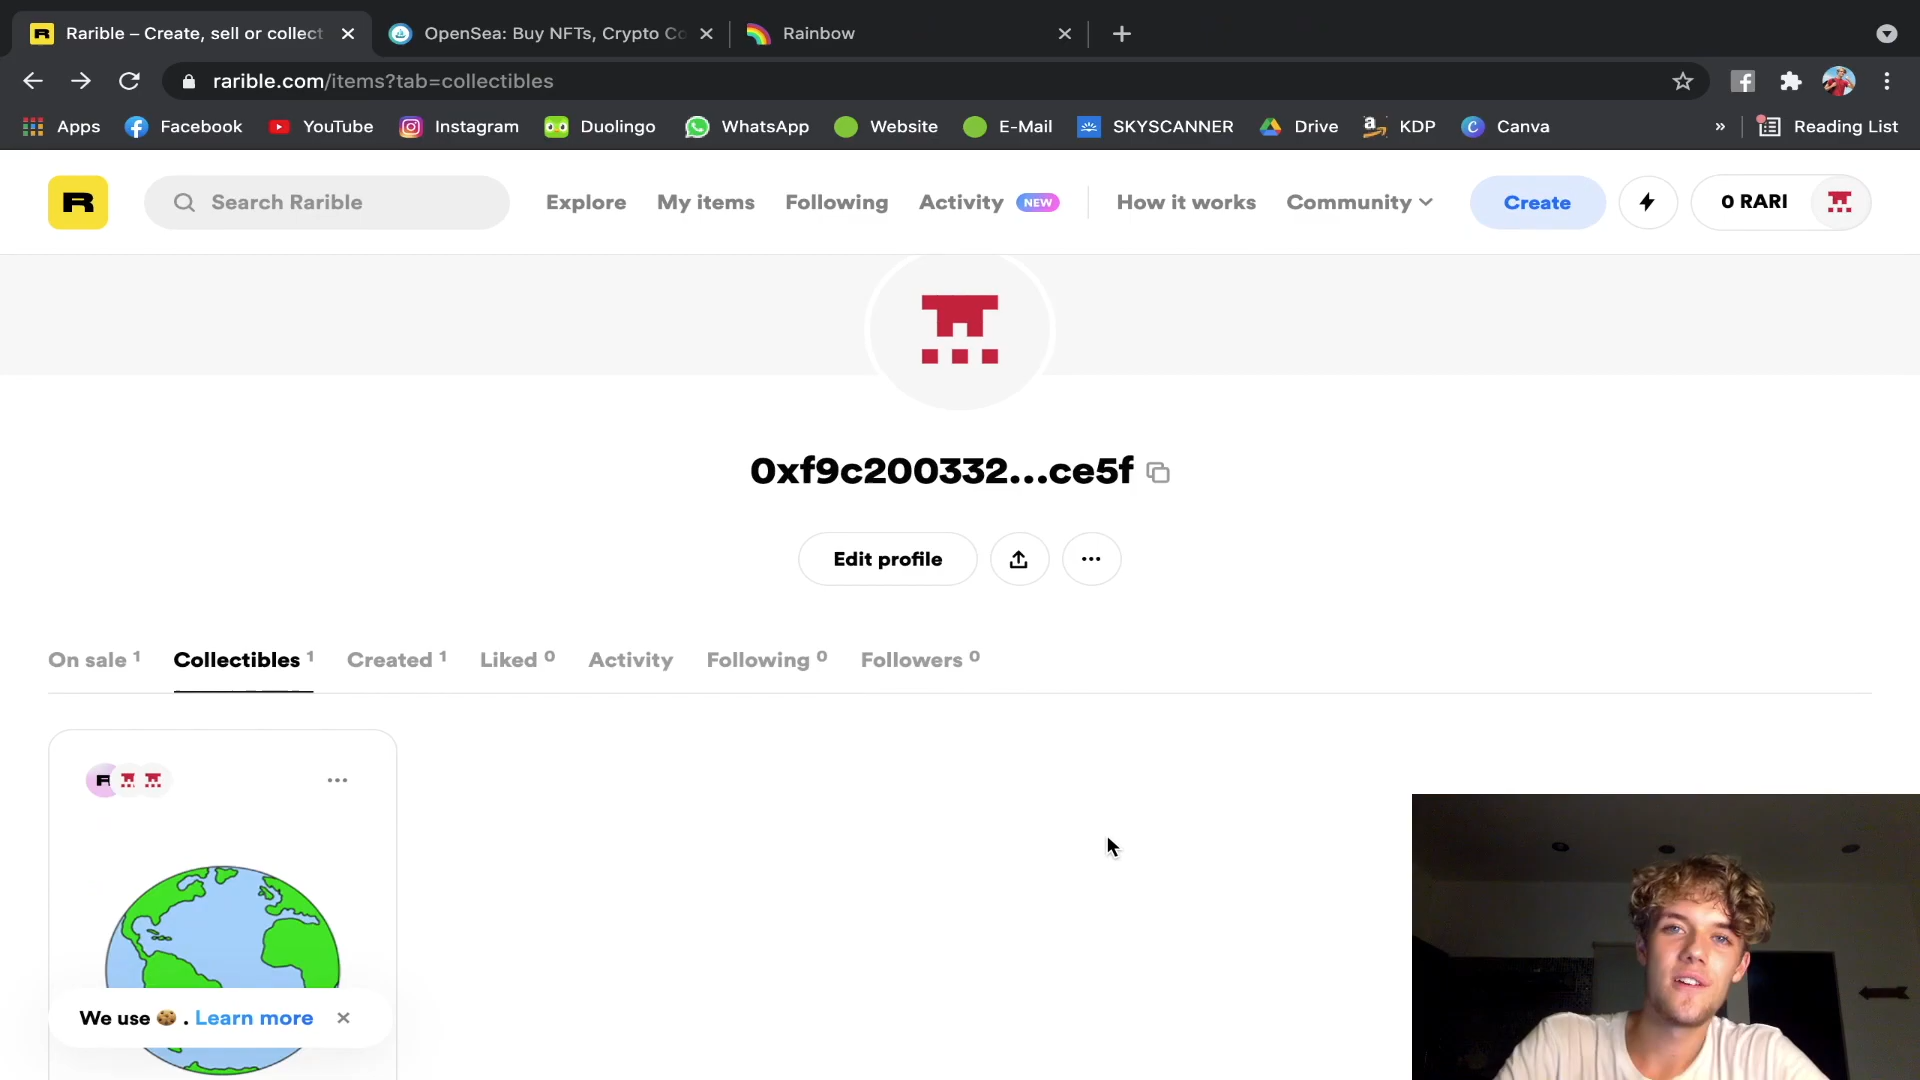 Rarible – Create, sell or collect
OpenSea: Buy NFTs, Crypto Co
Rainbow
rarible.com/items?tab=collectibles
Apps Facebook YouTube Instagram Duolingo WhatsApp Website E-Mail SKYSCANNER Drive KDP Canva » Reading List
R Search Rarible Explore My items Following Activity NEW How it works Community Create 0 RARI
0xf9c200332...ce5f
Edit profile
On sale 1 Collectibles 1 Created 1 Liked 0 Activity Following 0 Followers 0
We use 🍪 . Learn more